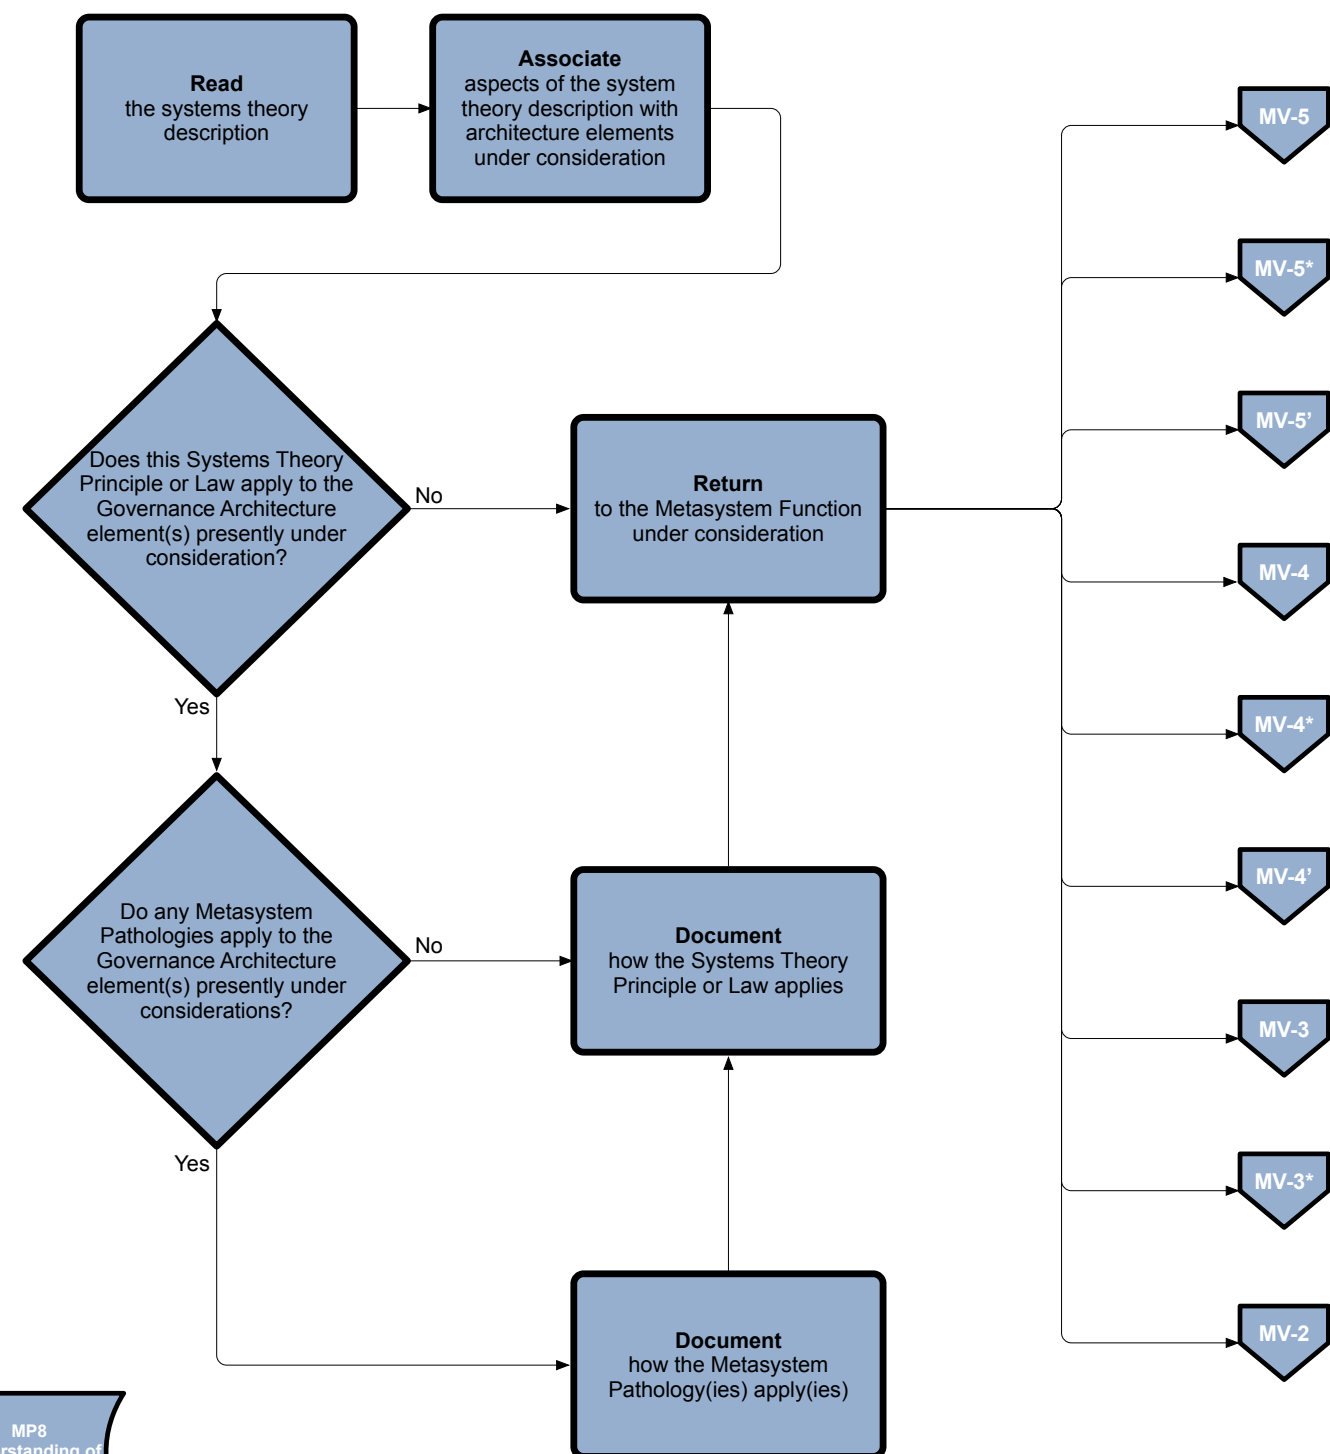 Read
the systems theory
description
Associate
aspects of the system
theory description with
architecture elements
under consideration
Does this Systems Theory
Principle or Law apply to the
Governance Architecture
element(s) presently under
consideration?
No
Yes
Return
to the Metasystem Function
under consideration
Do any Metasystem
Pathologies apply to the
Governance Architecture
element(s) presently under
considerations?
No
Yes
Document
how the Systems Theory
Principle or Law applies
Document
how the Metasystem
Pathology(ies) apply(ies)
MV-5
MV-5*
MV-5’
MV-4
MV-4*
MV-4’
MV-3
MV-3*
MV-2
MP8
of